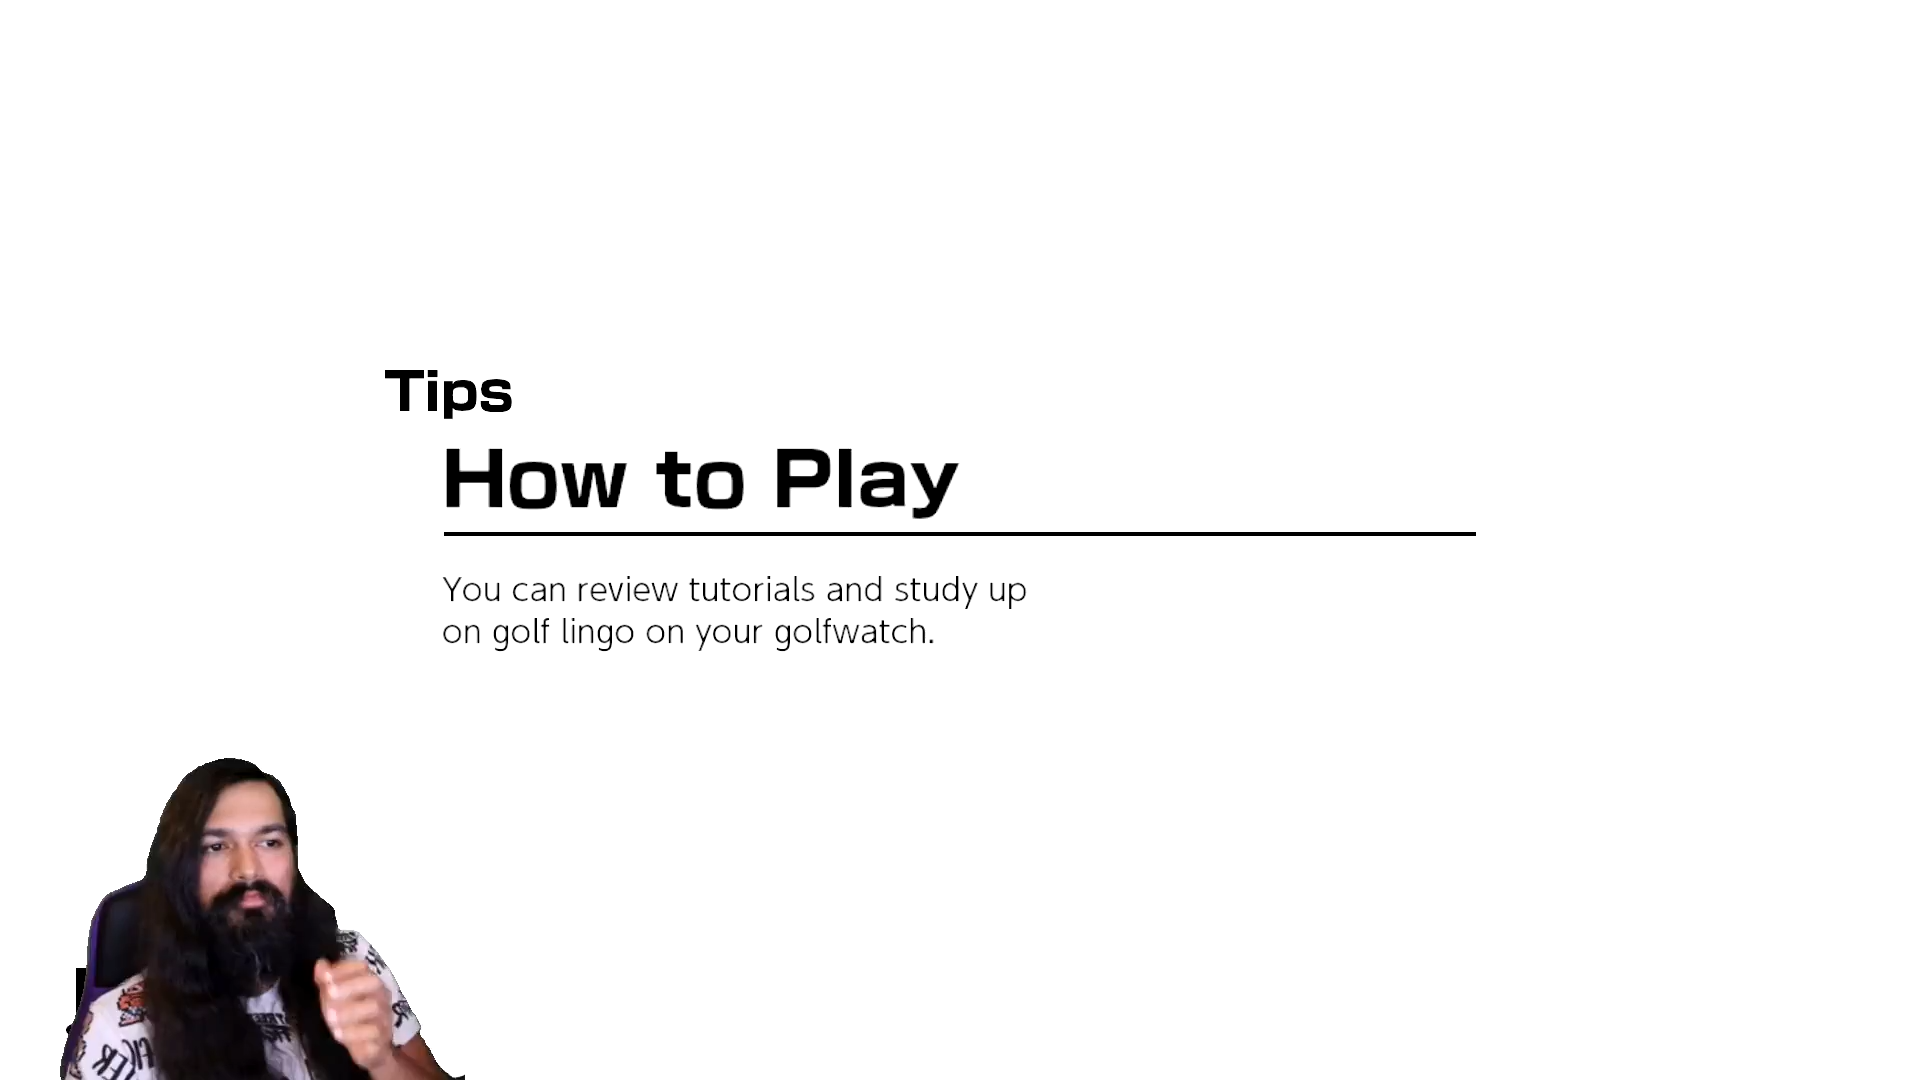 Tips
How to Play
You can review tutorials and study up
on golf lingo on your golfwatch.